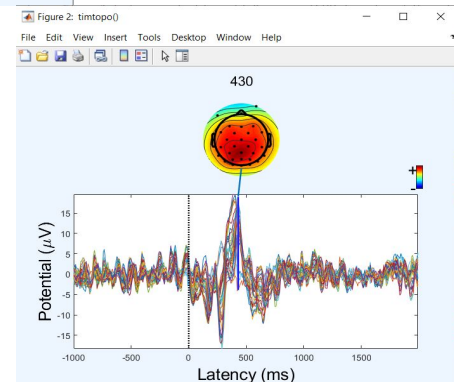 Figure 2: timtopo()
File Edit View Insert Tools Desktop Window Help
430
+
-
15
10
5
0
-5
-10
-15
Potential (μV)
-1000 -500 0 500 1000 1500
Latency (ms)